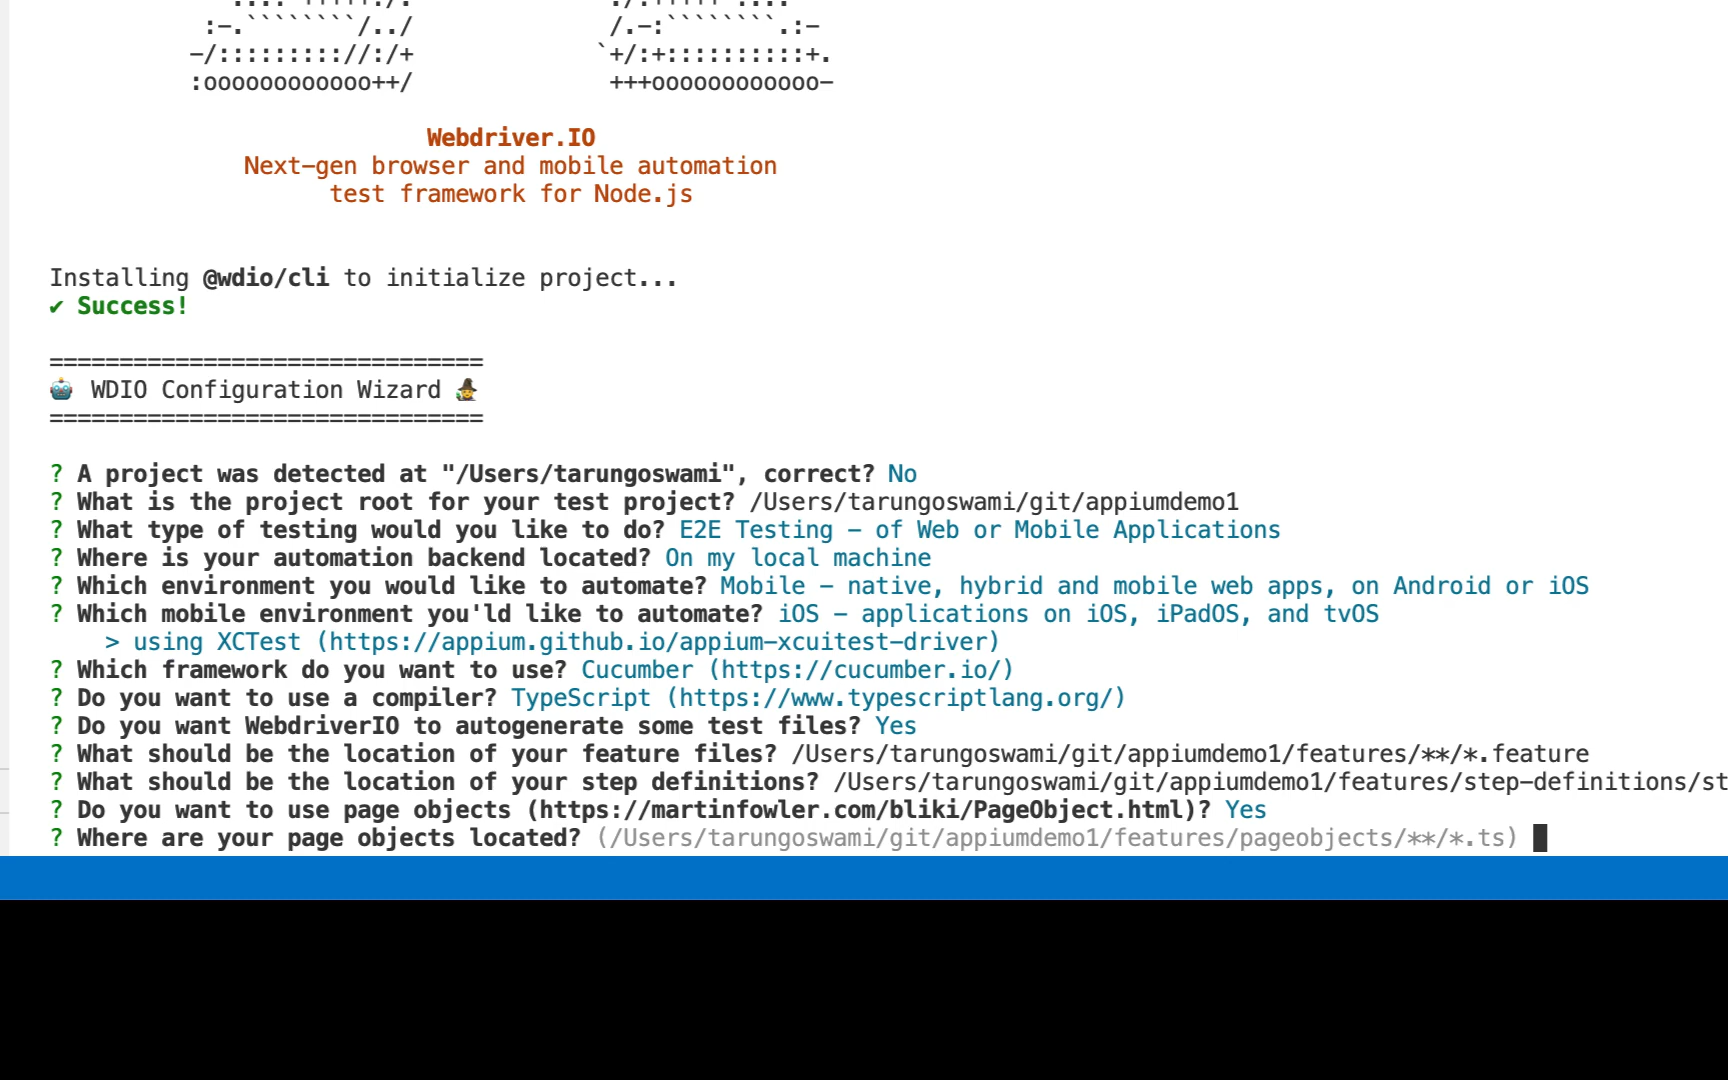 :-.````````/../ /.-:````````.:-
-/:::::::::://:/+ `+/:+::::::::::+.
:oooooooooooo++/ +++oooooooooooo-
Webdriver.IO
Next-gen browser and mobile automation
test framework for Node.js
Installing @wdio/cli to initialize project...
✔ Success!
===============================
🤖 WDIO Configuration Wizard 🧙
===============================
? A project was detected at "/Users/tarungoswami", correct? No
? What is the project root for your test project? /Users/tarungoswami/git/appiumdemo1
? What type of testing would you like to do? E2E Testing - of Web or Mobile Applications
? Where is your automation backend located? On my local machine
? Which environment you would like to automate? Mobile - native, hybrid and mobile web apps, on Android or iOS
? Which mobile environment you'ld like to automate? iOS - applications on iOS, iPadOS, and tvOS
> using XCTest (https://appium.github.io/appium-xcuitest-driver)
? Which framework do you want to use? Cucumber (https://cucumber.io/)
? Do you want to use a compiler? TypeScript (https://www.typescriptlang.org/)
? Do you want WebdriverIO to autogenerate some test files? Yes
? What should be the location of your feature files? /Users/tarungoswami/git/appiumdemo1/features/**/*.feature
? What should be the location of your step definitions? /Users/tarungoswami/git/appiumdemo1/features/step-definitions/st
? Do you want to use page objects (https://martinfowler.com/bliki/PageObject.html)? Yes
? Where are your page objects located? (/Users/tarungoswami/git/appiumdemo1/features/pageobjects/**/*.ts)